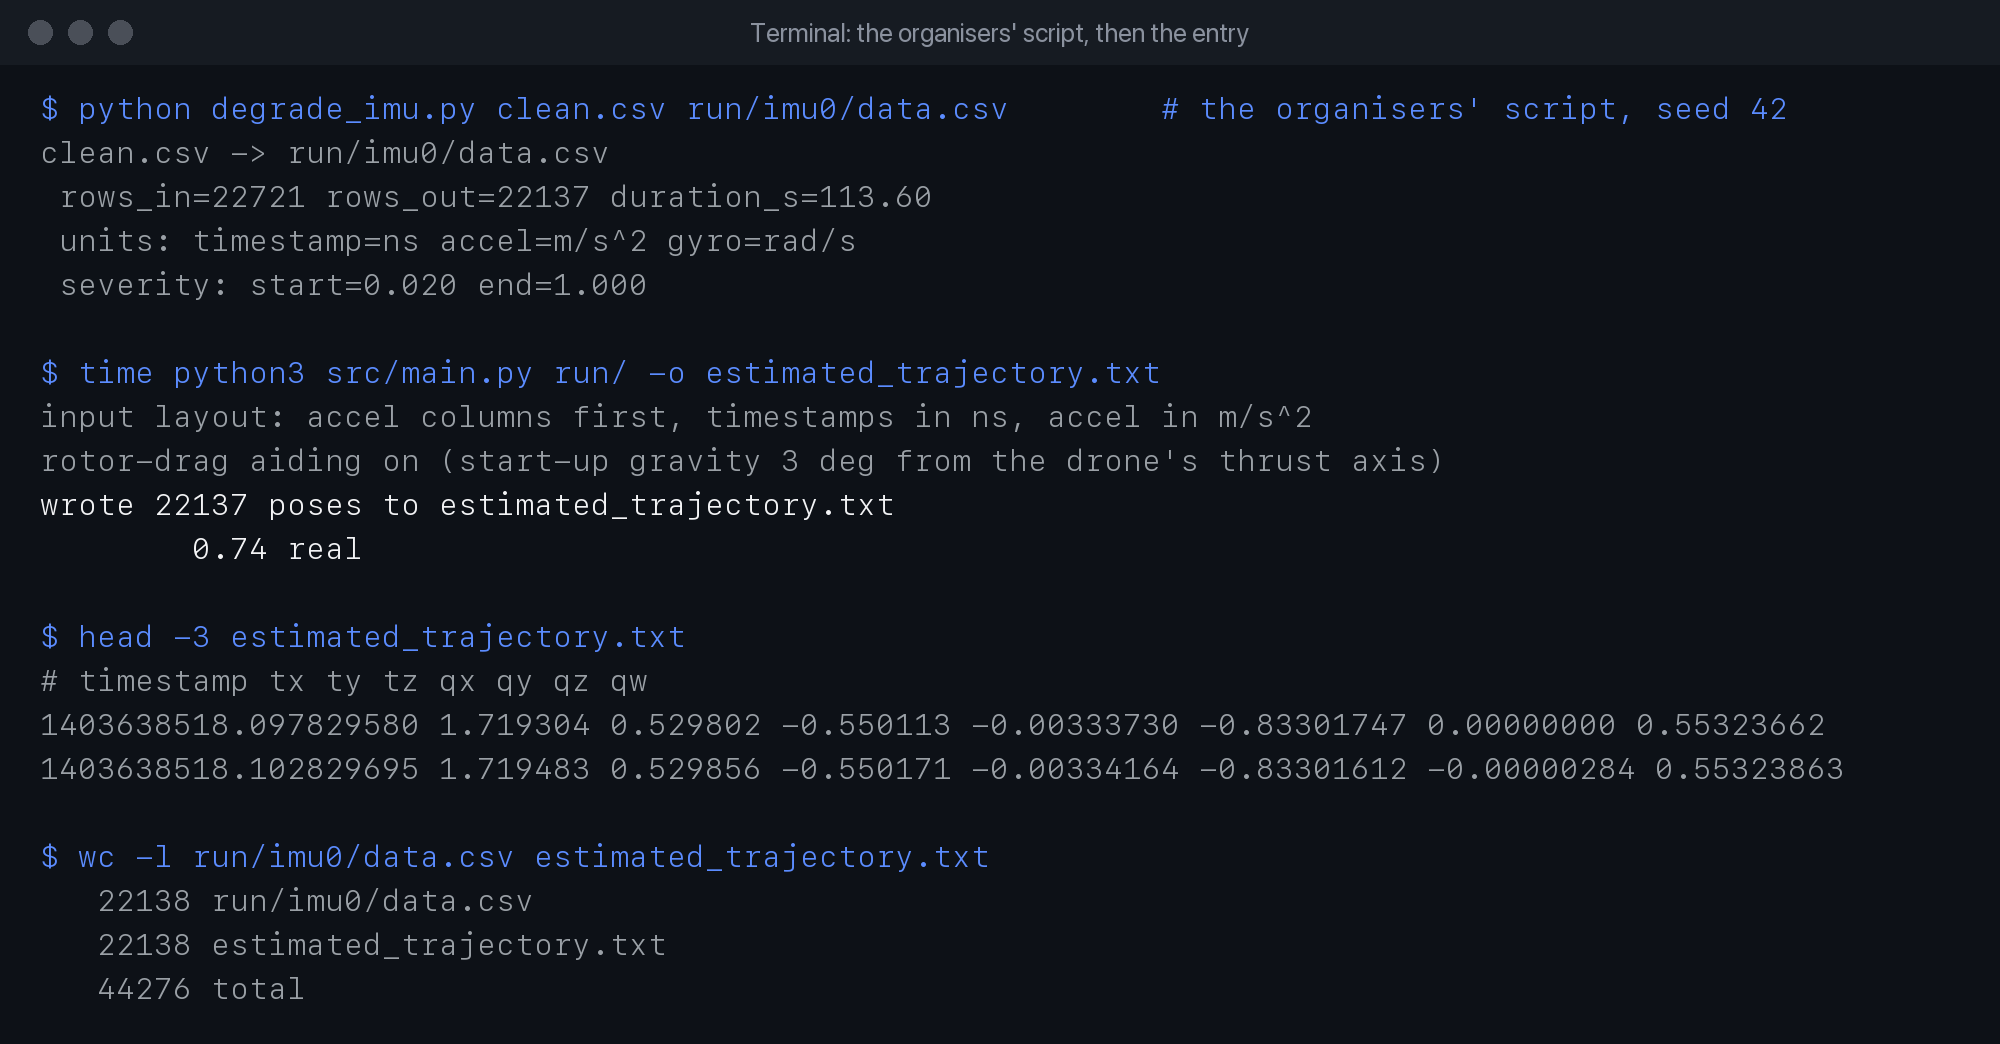 Terminal: the organisers' script, then the entry
$ python degrade_imu.py clean.csv run/imu0/data.csv        # the organisers' script, seed 42
clean.csv -> run/imu0/data.csv
 rows_in=22721 rows_out=22137 duration_s=113.60
 units: timestamp=ns accel=m/s^2 gyro=rad/s
 severity: start=0.020 end=1.000
$ time python3 src/main.py run/ -o estimated_trajectory.txt
input layout: accel columns first, timestamps in ns, accel in m/s^2
rotor-drag aiding on (start-up gravity 3 deg from the drone's thrust axis)
wrote 22137 poses to estimated_trajectory.txt
        0.74 real
$ head -3 estimated_trajectory.txt
# timestamp tx ty tz qx qy qz qw
1403638518.097829580 1.719304 0.529802 -0.550113 -0.00333730 -0.83301747 0.00000000 0.55323662
1403638518.102829695 1.719483 0.529856 -0.550171 -0.00334164 -0.83301612 -0.00000284 0.55323863
$ wc -l run/imu0/data.csv estimated_trajectory.txt
   22138 run/imu0/data.csv
   22138 estimated_trajectory.txt
   44276 total